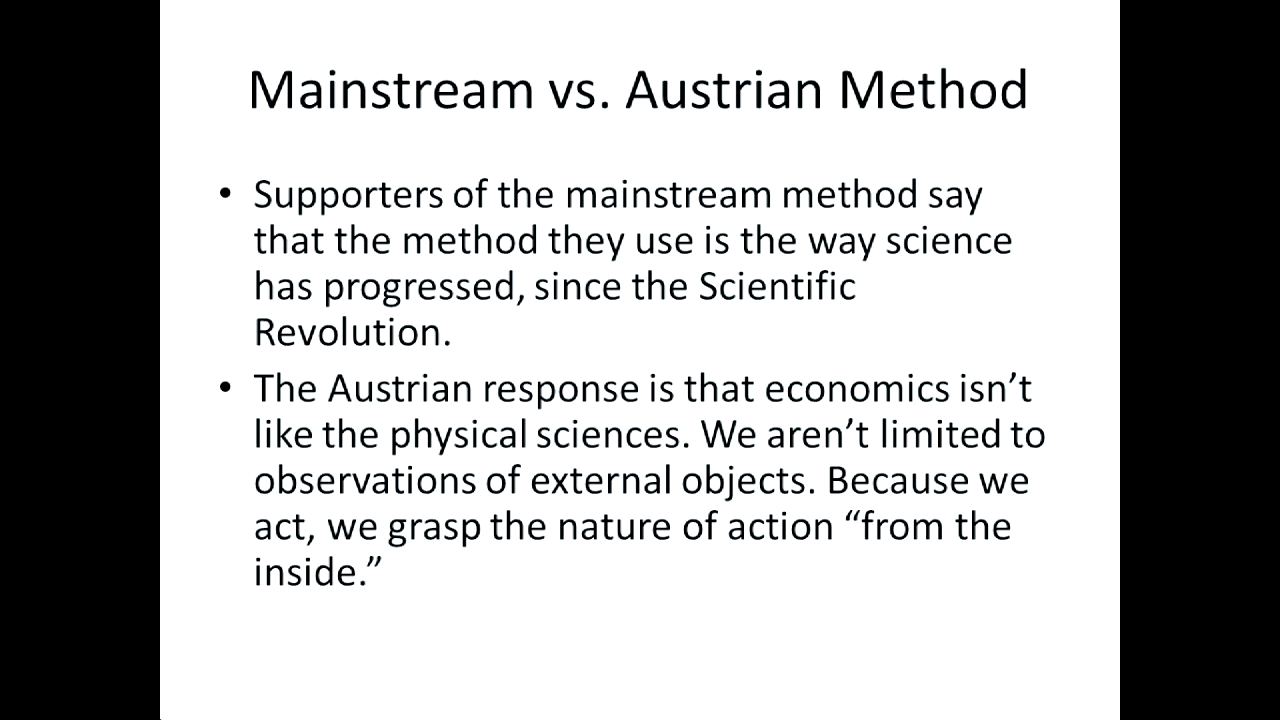 Mainstream vs. Austrian Method
• Supporters of the mainstream method say
that the method they use is the way science
has progressed, since the Scientific
Revolution.
• The Austrian response is that economics isn’t
like the physical sciences. We aren’t limited to
observations of external objects. Because we
act, we grasp the nature of action “from the
inside.”